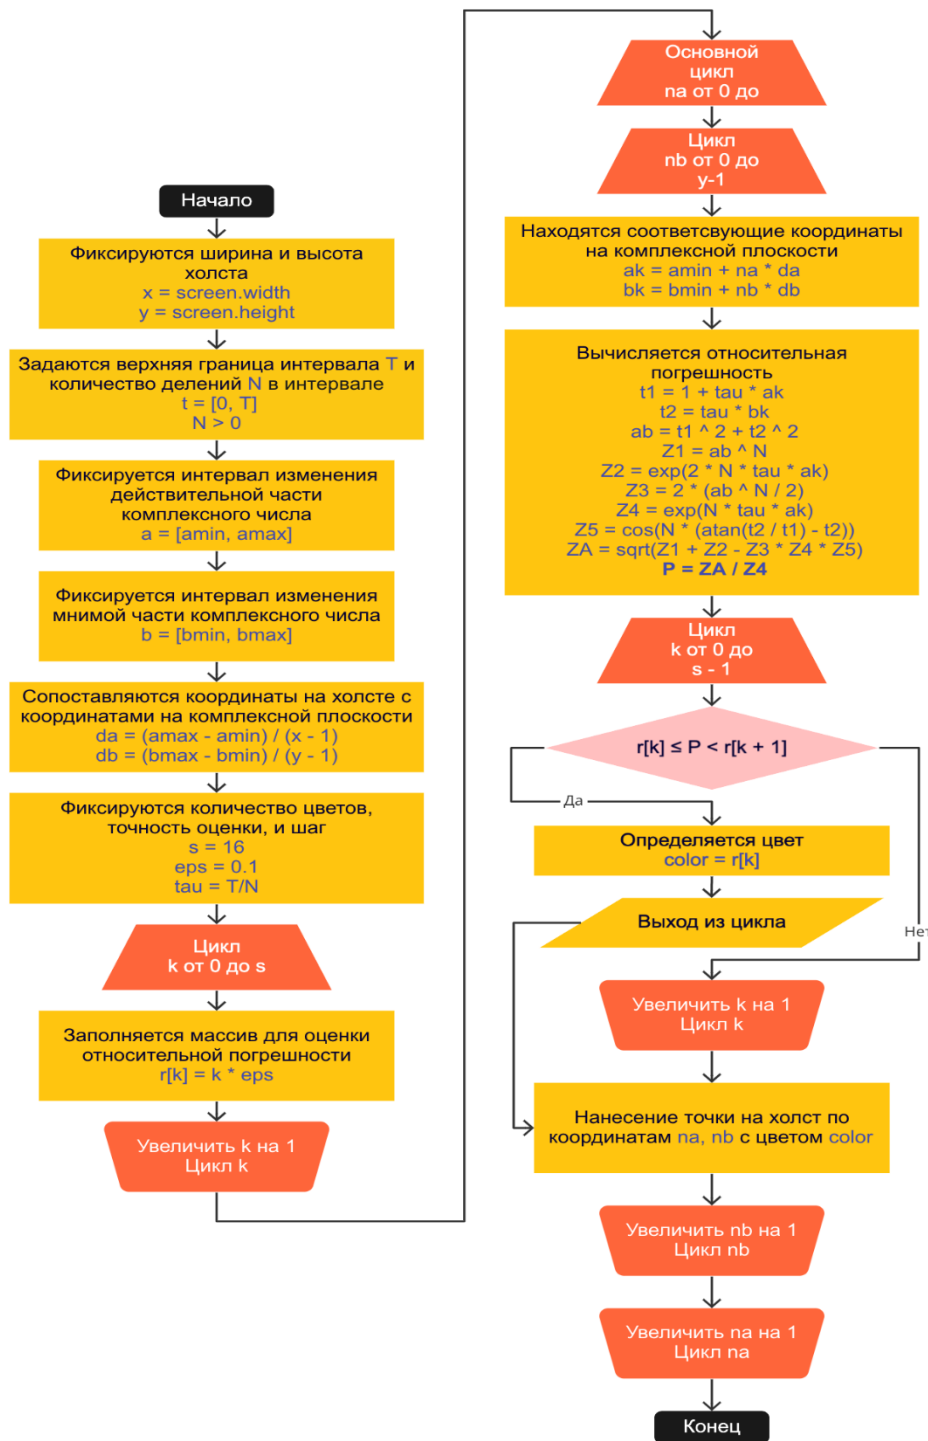 Начало
Фиксируются ширина и высота
холста
x = screen.width
y = screen.height
Задаются верхняя граница интервала T и
количество делений N в интервале
t = [0, T]
N > 0
Фиксируется интервал изменения
действительной части
комплексного числа
a = [amin, amax]
Фиксируется интервал изменения
мнимой части комплексного числа
b = [bmin, bmax]
Сопоставляются координаты на холсте с
координатами на комплексной плоскости
da = (amax - amin) / (x - 1)
db = (bmax - bmin) / (y - 1)
Фиксируются количество цветов,
точность оценки, и шаг
s = 16
eps = 0.1
tau = T/N
Цикл
k от 0 до s
Заполняется массив для оценки
относительной погрешности
r[k] = k * eps
Увеличить k на 1
Цикл k
Основной
цикл
na от 0 до
Цикл
nb от 0 до
y-1
Находятся соответсвующие координаты
на комплексной плоскости
ak = amin + na * da
bk = bmin + nb * db
Вычисляется относительная
погрешность
t1 = 1 + tau * ak
t2 = tau * bk
ab = t1 ^ 2 + t2 ^ 2
Z1 = ab ^ N
Z2 = exp(2 * N * tau * ak)
Z3 = 2 * (ab ^ N / 2)
Z4 = exp(N * tau * ak)
Z5 = cos(N * (atan(t2 / t1) - t2))
ZA = sqrt(Z1 + Z2 - Z3 * Z4 * Z5)
P = ZA / Z4
Цикл
k от 0 до
s - 1
r[k] ≤ P < r[k + 1]
Да
Определяется цвет
color = r[k]
Выход из цикла
Нет
Увеличить k на 1
Цикл k
Нанесение точки на холст по
координатам na, nb с цветом color
Увеличить nb на 1
Цикл nb
Увеличить na на 1
Цикл na
Конец